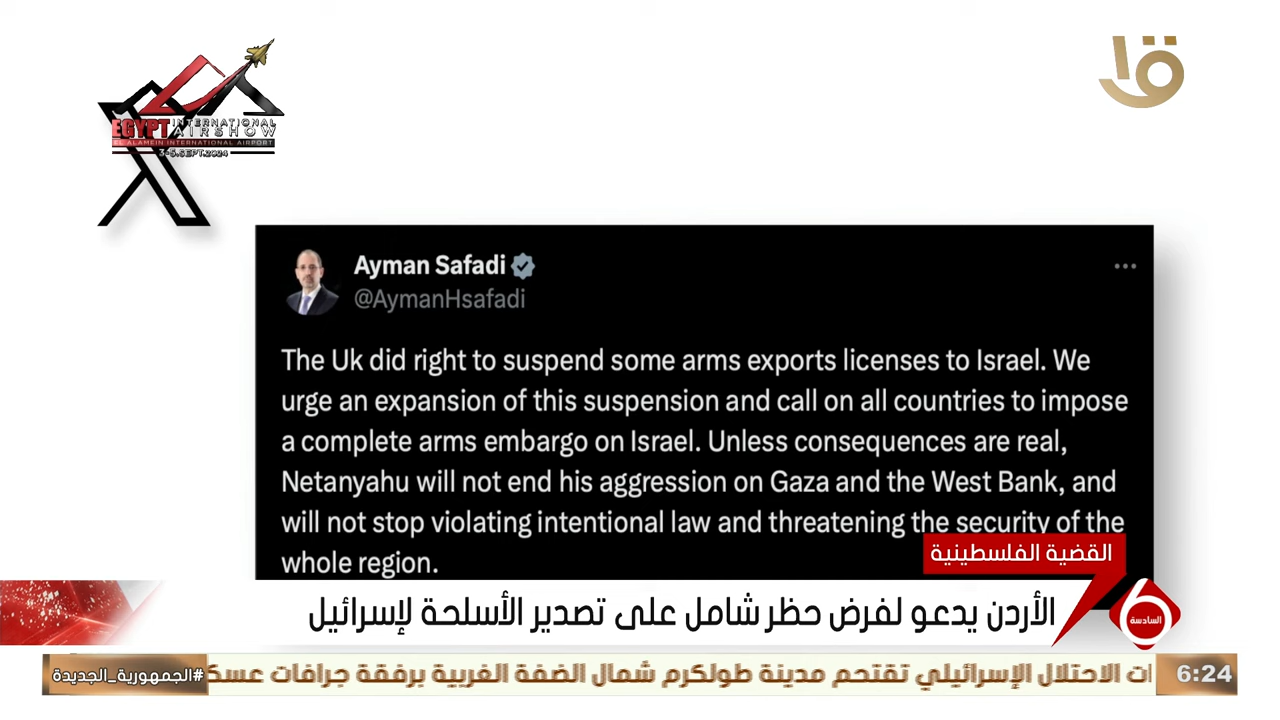 EGYPT INTERNATIONAL AIRSHOW
EL ALAMEIN INTERNATIONAL AIRPORT
3-5.SEPT.2024
Ayman Safadi
@AymanHsafadi
The Uk did right to suspend some arms exports licenses to Israel. We
urge an expansion of this suspension and call on all countries to impose
a complete arms embargo on Israel. Unless consequences are real,
Netanyahu will not end his aggression on Gaza and the West Bank, and
will not stop violating intentional law and threatening the security of the
whole region.
القضية الفلسطينية
الأردن يدعو لفرض حظر شامل على تصدير الأسلحة لإسرائيل
السادسة
6:24
ات الاحتلال الإسرائيلي تقتحم مدينة طولكرم شمال الضفة الغربية برفقة جرافات عسك
#الجمهورية_الجديدة